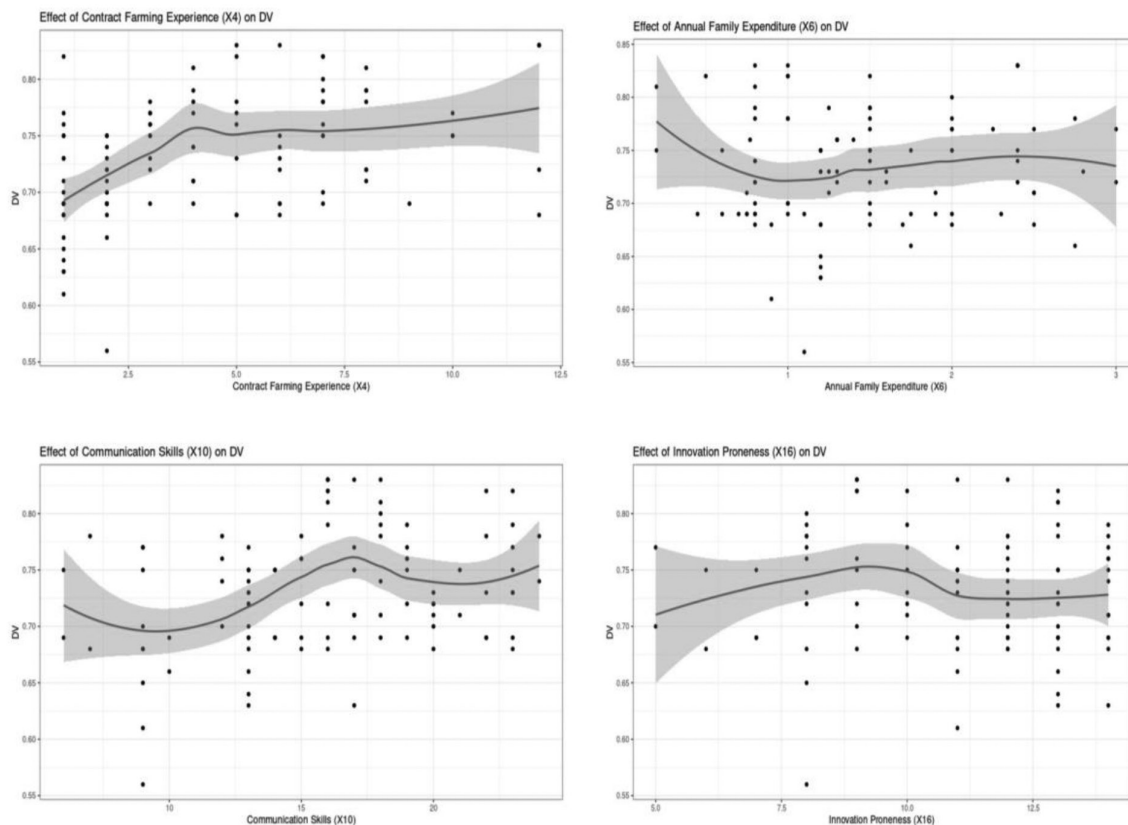 Effect of Contract Farming Experience (X4) on DV
DV
0.80
0.75
0.70
0.65
0.60
0.55
2.5 5.0 7.5 10.0 12.5
Contract Farming Experience (X4)
Effect of Annual Family Expenditure (X6) on DV
DV
0.85
0.80
0.75
0.70
0.65
0.60
0.55
1 2 3
Annual Family Expenditure (X6)
Effect of Communication Skills (X10) on DV
DV
0.80
0.75
0.70
0.65
0.60
0.55
10 15 20
Communication Skills (X10)
Effect of Innovation Proneness (X16) on DV
DV
0.80
0.75
0.70
0.65
0.60
0.55
5.0 7.5 10.0 12.5
Innovation Proneness (X16)